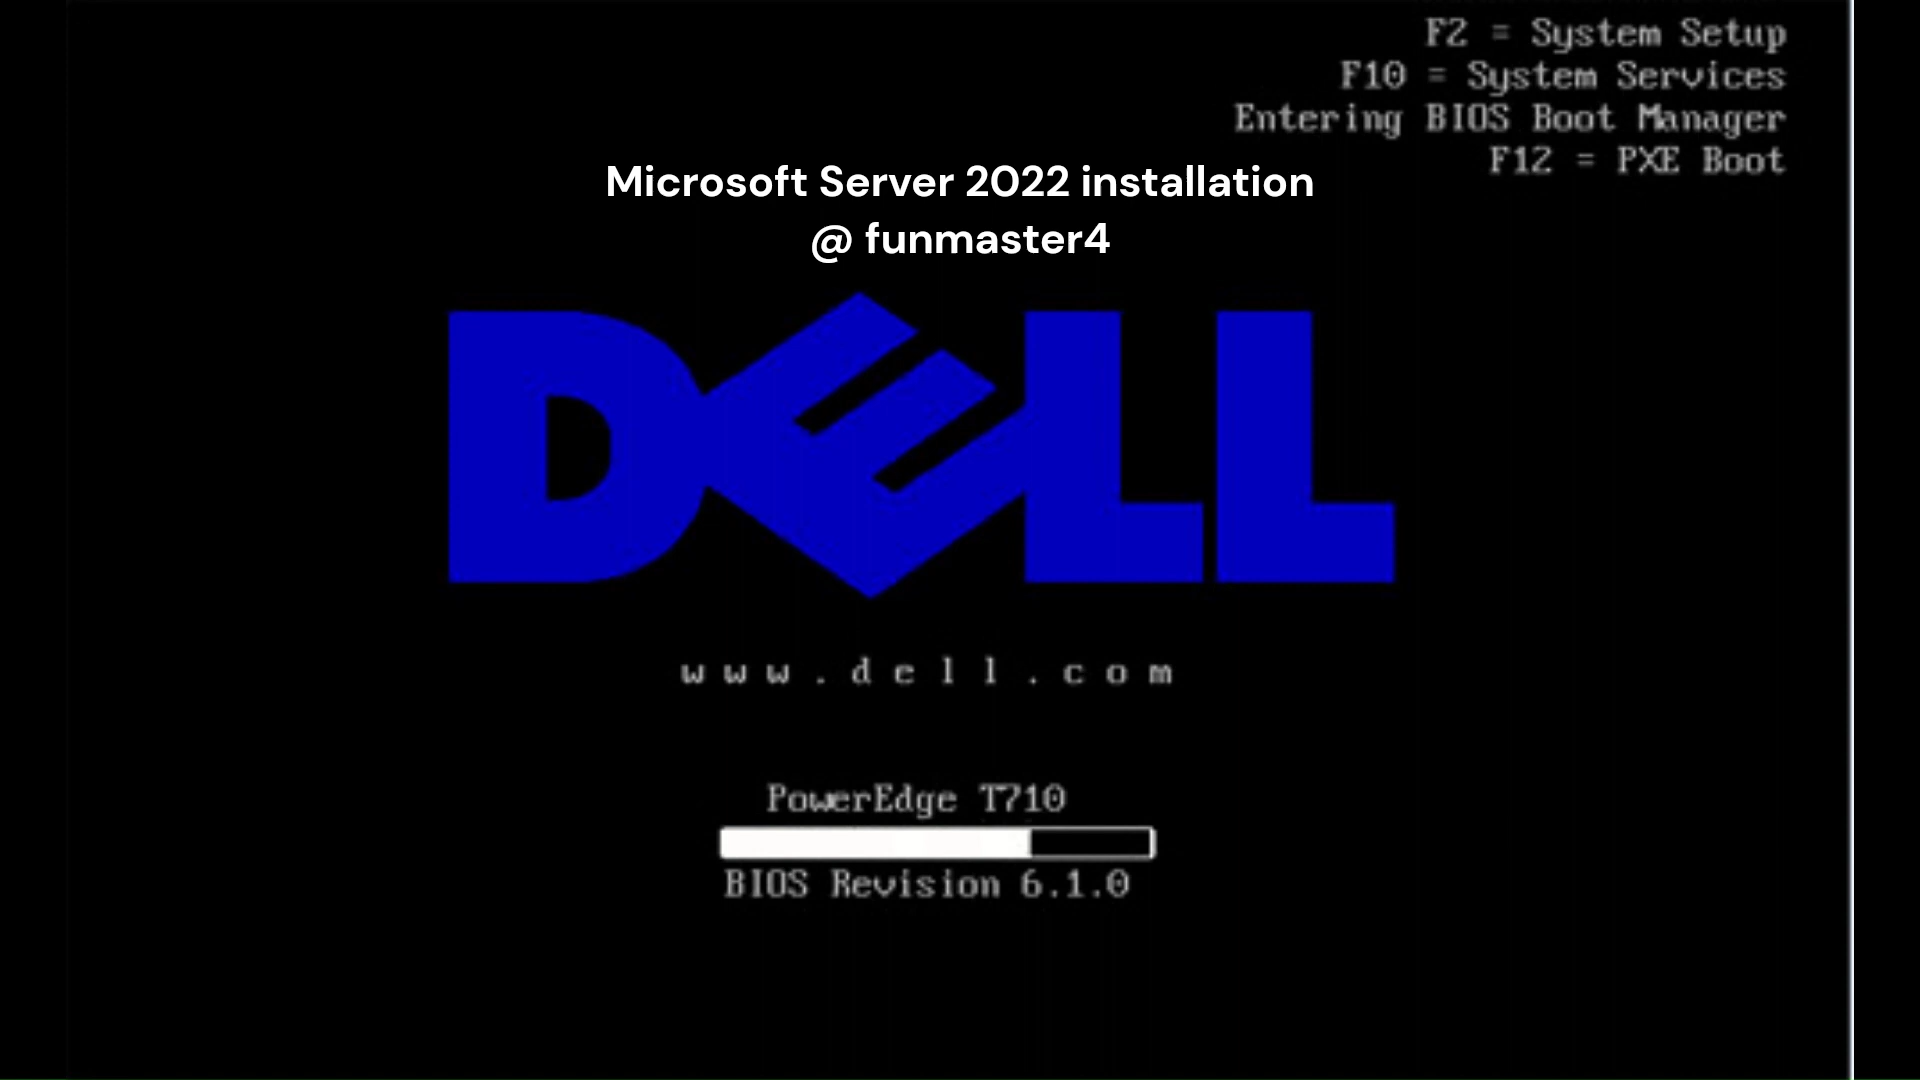 F2 = System Setup
F10 = System Services
Entering BIOS Boot Manager
F12 = PXE Boot
Microsoft Server 2022 installation
@ funmaster4
DELL
www.dell.com
PowerEdge T710
BIOS Revision 6.1.0